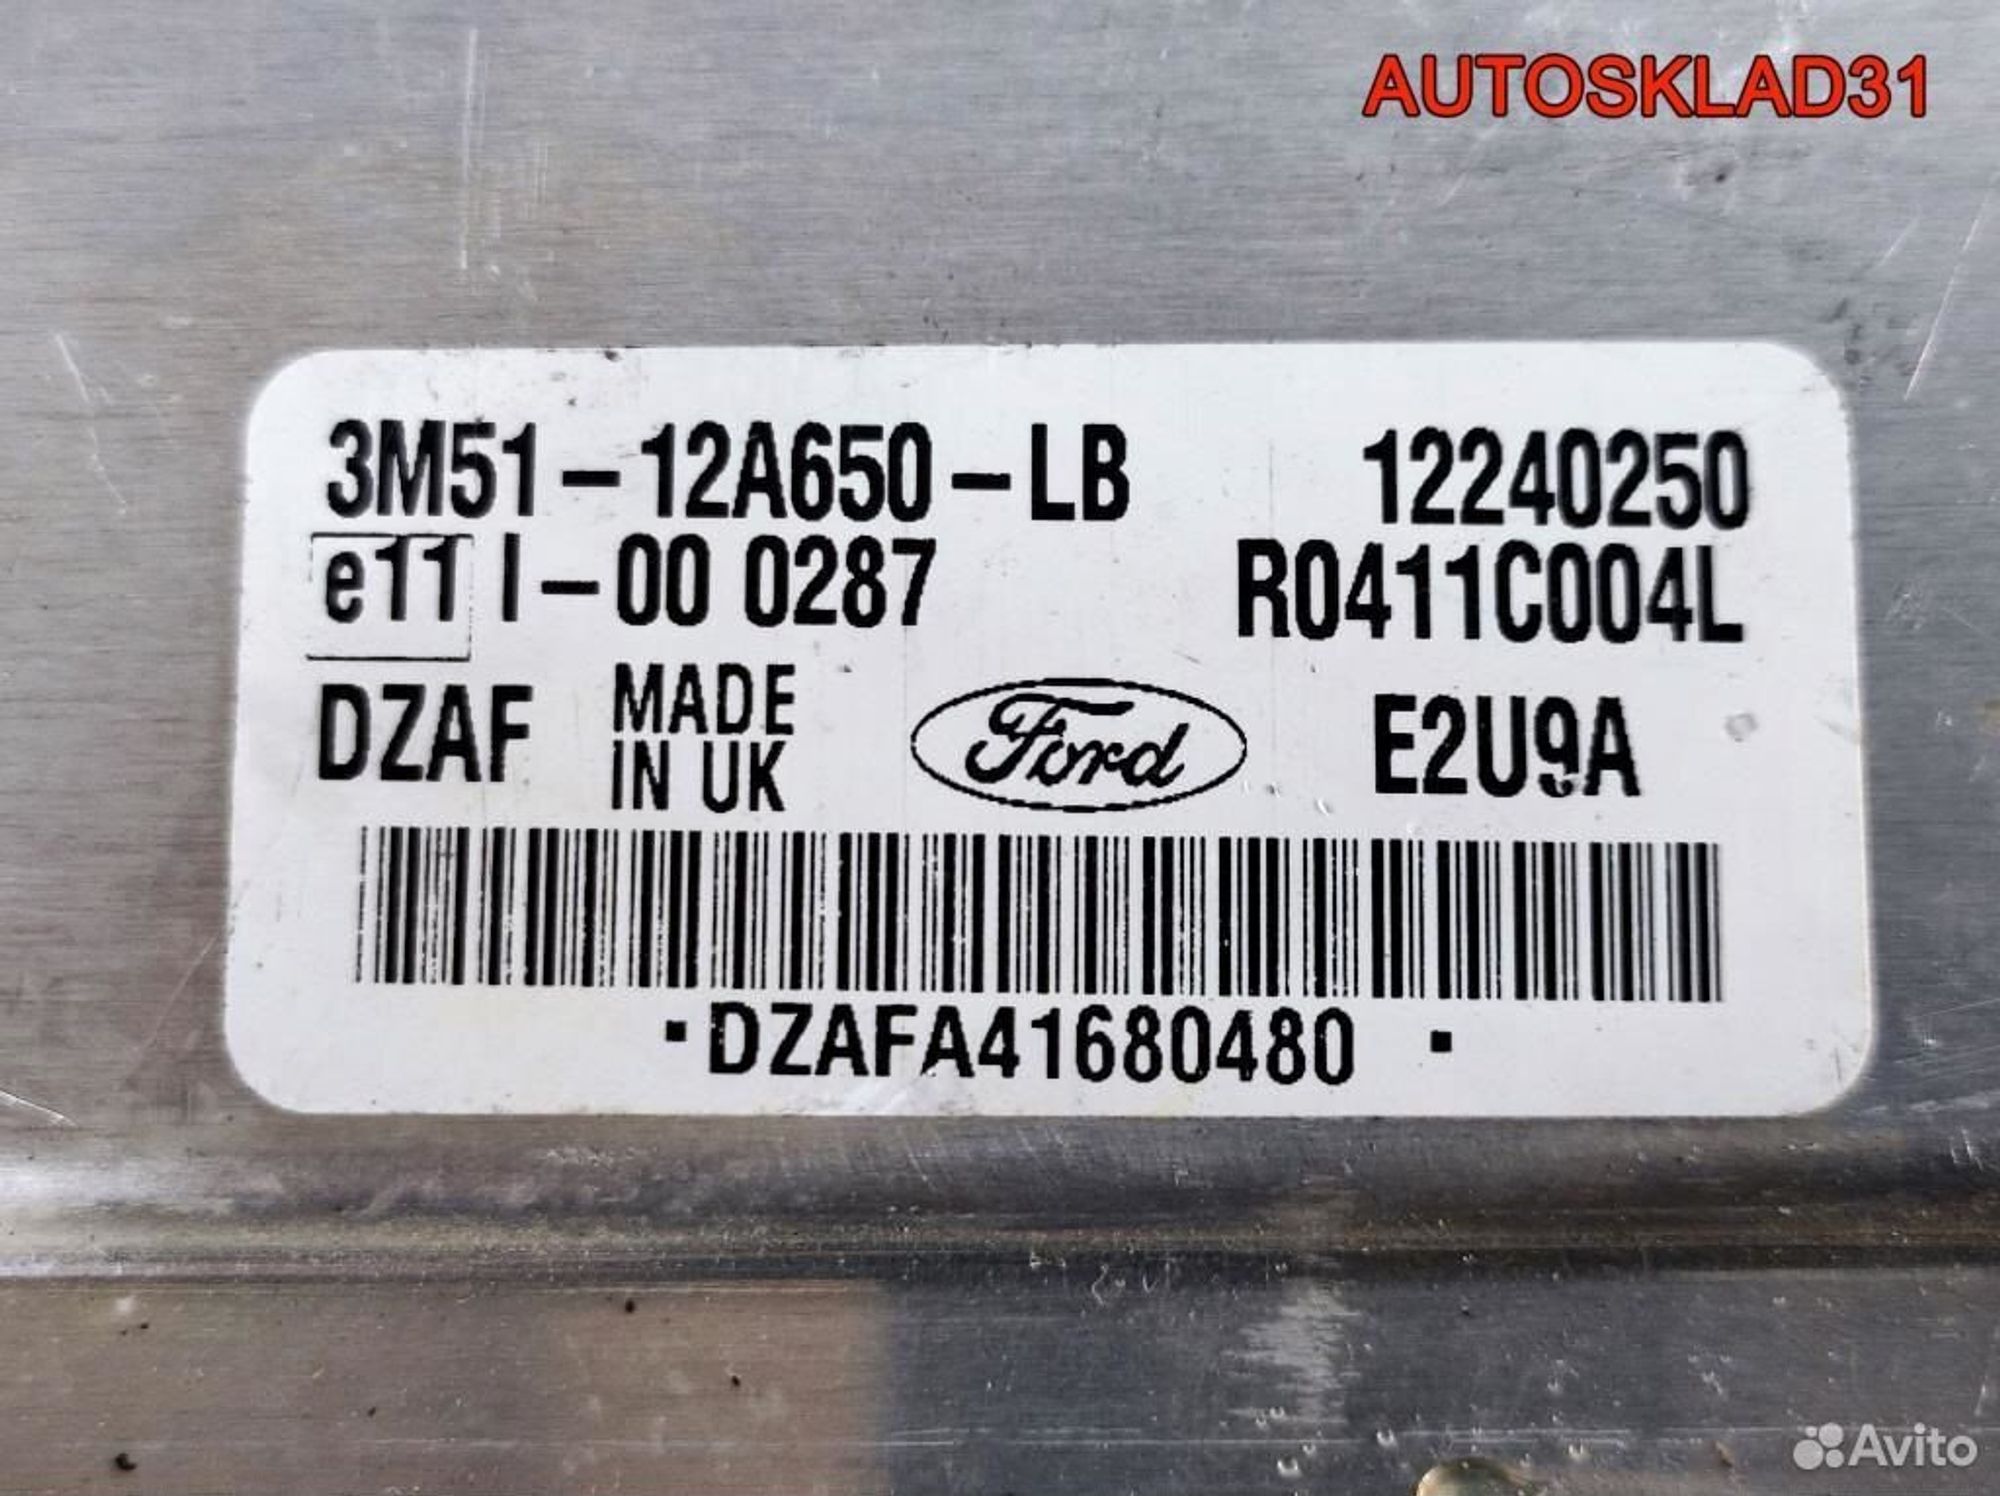 AUTOSKLAD31
3M51-12A650-LB 12240250
e11 I-00 0287 R0411C004L
DZAF MADE IN UK Ford E2U9A
·DZAFA41680480 ·
Avito